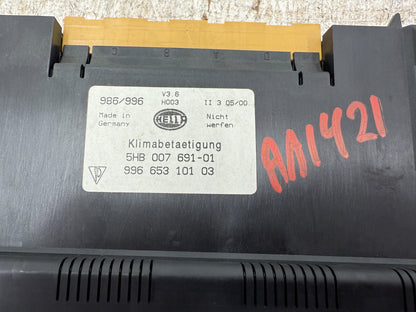 C B A D
986/996 V3.6 H003 II 3 05/00
Made in Germany HELLA Nicht werfen
Klimabetaetigung
5HB 007 691-01
996 653 101 03
AA1421